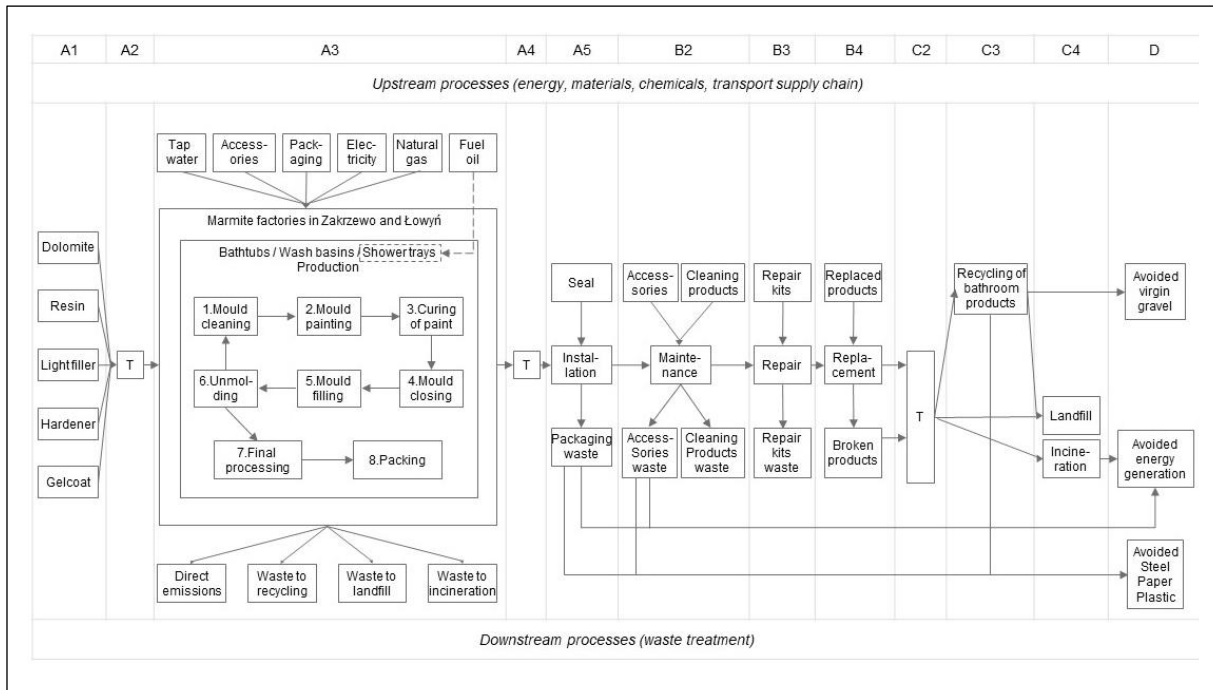 A1 A2 A3 A4 A5 B2 B3 B4 C2 C3 C4 D
Upstream processes (energy, materials, chemicals, transport supply chain)
Dolomite
Resin
Lightfiller
Hardener
Gelcoat
T
Tap
water
Access-
ories
Pack-
aging
Elec-
tricity
Natural
gas
Fuel
oil
Marmite factories in Zakrzewo and Łowyń
Bathtubs / Wash basins / Shower trays
Production
1.Mould
cleaning
2.Mould
painting
3.Curing
of paint
6.Unmol-
ding
5.Mould
filling
4.Mould
closing
7.Final
processing
8.Packing
Direct
emissions
Waste to
recycling
Waste to
landfill
Waste to
incineration
T
Seal
Instal-
lation
Packaging
waste
Access-
sories
Cleaning
products
Mainte-
nance
Access-
Sories
waste
Cleaning
Products
waste
Repair
kits
Repair
Repair
kits
waste
Replaced
products
Repla-
cement
Broken
products
T
Recycling of
bathroom
products
Landfill
Incine-
ration
Avoided
virgin
gravel
Avoided
energy
generation
Avoided
Steel
Paper
Plastic
Downstream processes (waste treatment)